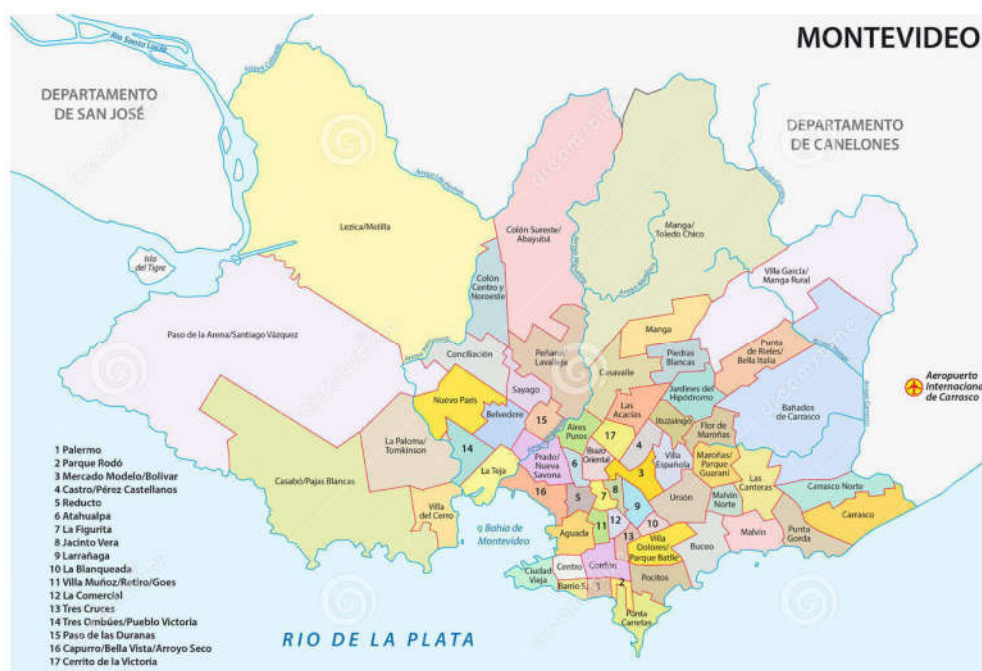 MONTEVIDEO
Rio Santa Lucia
DEPARTAMENTO
DE SAN JOSÉ
DEPARTAMENTO
DE CANELONES
Lezica/Melilla
Colón Sureste/
Abayubá
Manga/
Toledo Chico
Isla
del Tigre
Colón
Centro y
Noroeste
Villa García/
Manga Rural
Paso de la Arena/Santiago Vázquez
Conciliación
Peñarol/
Lavalleja
Manga
Casavalle
Piedras
Blancas
Punta
de Rieles/
Bella Italia
Aeropuerto
Internaciona
de Carrasco
Nuevo París
Sayago
Jardines del
Hipódromo
Bañados
de Carrasco
Belvedere
15
Las
Acacias
Ituzaingó
Flor de
Maroñas
La Paloma/
Tomkinson
14
Aires
Puros
17
4
Brazo
Oriental
Villa
Española
Maroñas/
Parque
Guaraní
Casabó/Pajas Blancas
La Teja
Prado/
Nueva
Savona
6
3
Las
Canteras
Carrasco Norte
16
5
7
8
9
Unión
Malvín
Norte
Villa
del Cerro
Carrasco
Bahía de
Montevideo
Aguada
11
12
13
10
Villa
Dolores/
Parque Batlle
Buceo
Malvín
Punta
Gorda
Ciudad
Vieja
Centro
Cordón
Pocitos
Barrio S.
1
2
Punta
Carretas
RIO DE LA PLATA
1 Palermo
2 Parque Rodó
3 Mercado Modelo/Bolivar
4 Castro/Pérez Castellanos
5 Reducto
6 Atahualpa
7 La Figurita
8 Jacinto Vera
9 Larrañaga
10 La Blanqueada
11 Villa Muñoz/Retiro/Goes
12 La Comercial
13 Tres Cruces
14 Tres Ombúes/Pueblo Victoria
15 Paso de las Duranas
16 Capurro/Bella Vista/Arroyo Seco
17 Cerrito de la Victoria